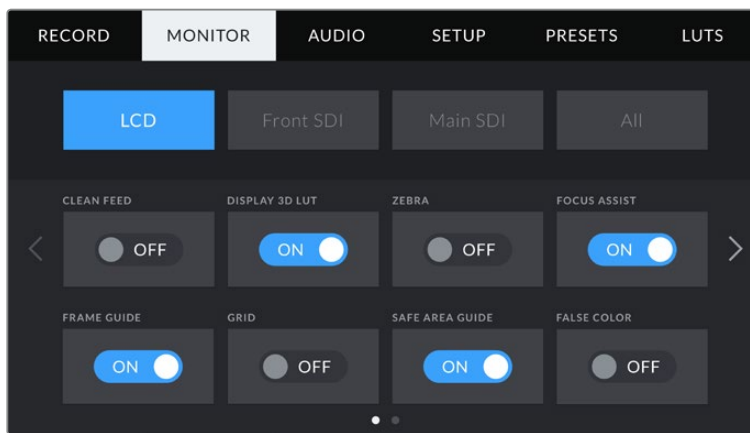 RECORD MONITOR AUDIO SETUP PRESETS LUTS
LCD Front SDI Main SDI All
CLEAN FEED DISPLAY 3D LUT ZEBRA FOCUS ASSIST
OFF ON OFF ON
FRAME GUIDE GRID SAFE AREA GUIDE FALSE COLOR
ON OFF ON OFF